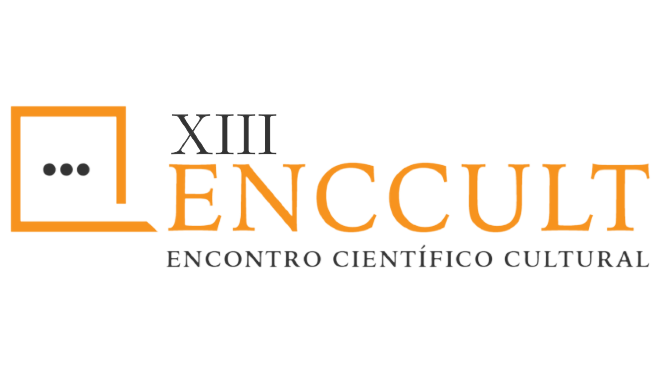 XIII
ENCCULT
ENCONTRO CIENTÍFICO CULTURAL